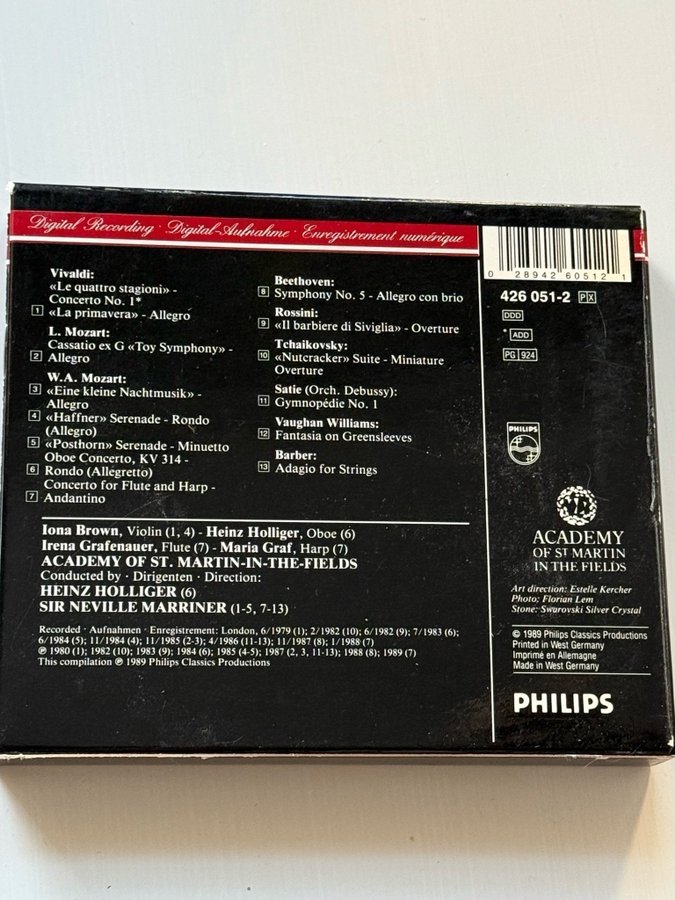 Digital Recording · Digital-Aufnahme · Enregistrement numérique
Vivaldi:
«Le quattro stagioni» -
Concerto No. 1*
1 «La primavera» - Allegro
L. Mozart:
Cassatio ex G «Toy Symphony» -
2 Allegro
W.A. Mozart:
3 «Eine kleine Nachtmusik» -
Allegro
4 «Haffner» Serenade - Rondo
(Allegro)
5 «Posthorn» Serenade - Minuetto
Oboe Concerto, KV 314 -
6 Rondo (Allegretto)
Concerto for Flute and Harp -
7 Andantino
Beethoven:
8 Symphony No. 5 - Allegro con brio
Rossini:
9 «Il barbiere di Siviglia» - Overture
Tchaikovsky:
10 «Nutcracker» Suite - Miniature
Overture
Satie (Orch. Debussy):
11 Gymnopédie No. 1
Vaughan Williams:
12 Fantasia on Greensleeves
Barber:
13 Adagio for Strings
Iona Brown, Violin (1, 4) - Heinz Holliger, Oboe (6)
Irena Grafenauer, Flute (7) - Maria Graf, Harp (7)
ACADEMY OF ST. MARTIN-IN-THE-FIELDS
Conducted by · Dirigenten · Direction:
HEINZ HOLLIGER (6)
SIR NEVILLE MARRINER (1-5, 7-13)
Recorded · Aufnahmen · Enregistrement: London, 6/1979 (1); 2/1982 (10); 6/1982 (9); 7/1983 (6);
6/1984 (5); 11/1984 (4); 11/1985 (2-3); 4/1986 (11-13); 11/1987 (8); 1/1988 (7)
℗ 1980 (1); 1982 (10); 1983 (9); 1984 (6); 1985 (4-5); 1987 (2, 3, 11-13); 1988 (8); 1989 (7)
This compilation ℗ 1989 Philips Classics Productions
0 28942 60512 1
426 051-2 PX
DDD
* ADD
PG 924
PHILIPS
ACADEMY
OF ST MARTIN
IN THE FIELDS
Art direction: Estelle Kercher
Photo: Florian Lem
Stone: Swarovski Silver Crystal
© 1989 Philips Classics Productions
Printed in West Germany
Imprimé en Allemagne
Made in West Germany
PHILIPS